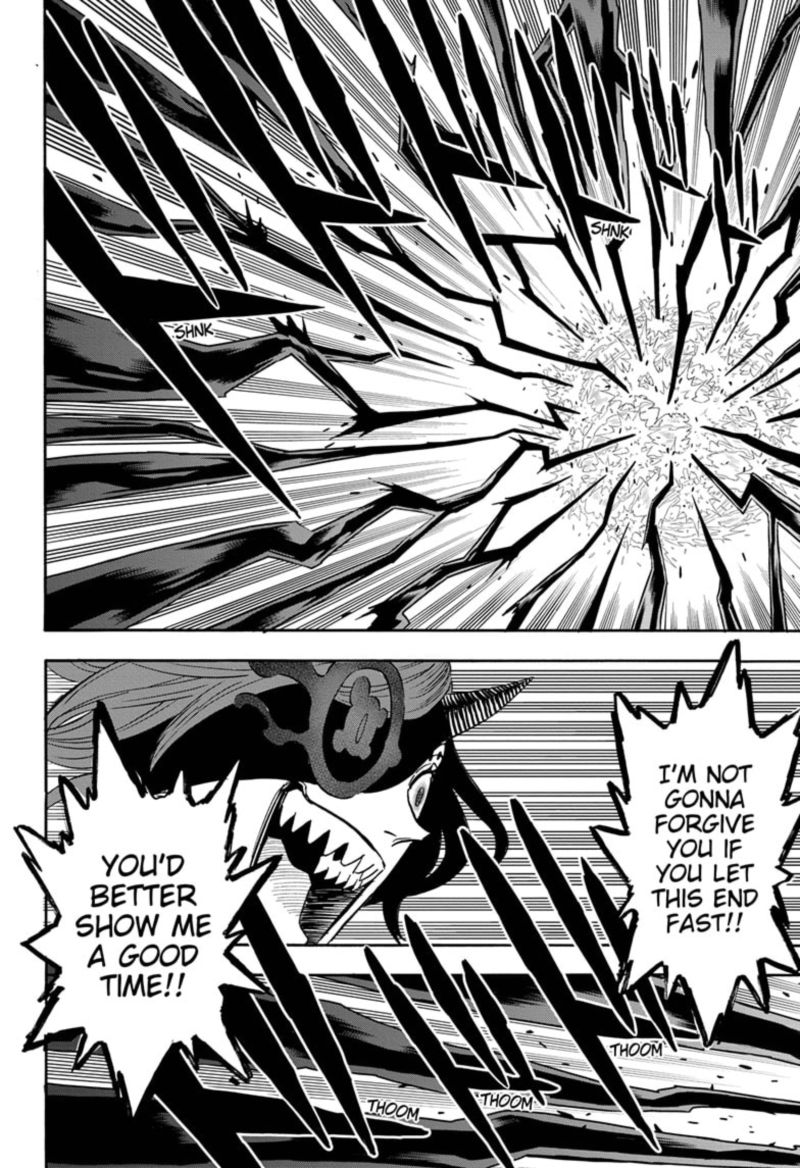 SHNK
SHNK
I'M NOT
GONNA
FORGIVE
YOU IF
YOU LET
THIS END
FAST!!
YOU'D
BETTER
SHOW ME
A GOOD
TIME!!
THOOM
THOOM
THOOM